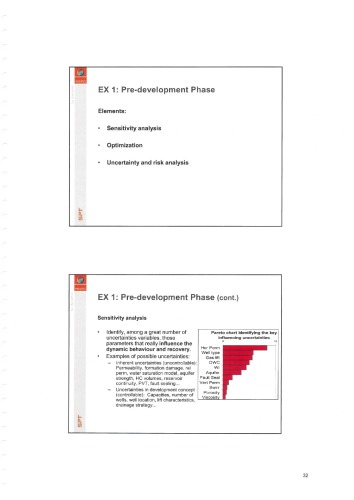 EX 1: Pre-development Phase
Elements:
• Sensitivity analysis
• Optimization
• Uncertainty and risk analysis
SPT
EX 1: Pre-development Phase (cont.)
Sensitivity analysis
• Identify, among a great number of
uncertainties variables, those
parameters that really influence the
dynamic behaviour and recovery.
• Examples of possible uncertainties:
– Inherent uncertainties (uncontrollable):
Permeability, formation damage, rel
perm, water saturation model, aquifer
strength, HC volumes, reservoir
continuity, PVT, fault sealing...
– Uncertainties in development concept
(controllable): Capacities, number of
wells, well location, lift characteristics,
drainage strategy...
Pareto chart identifying the key
influencing uncertainties
Hor Perm
Well type
Gas lift
OWC
Aquifer
Fault Seal
Vert Perm
Swir
Porosity
Viscosity
SPT
32